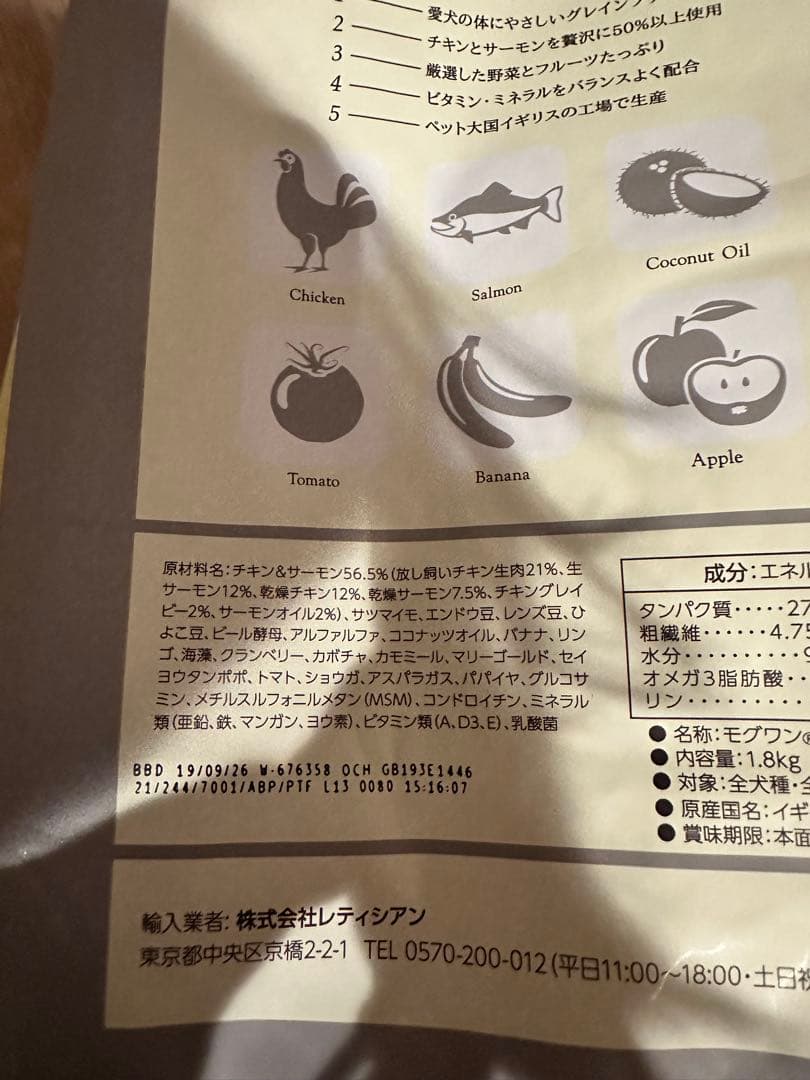 2 愛犬の体にやさしいグレインフリー
チキンとサーモンを贅沢に50%以上使用
3 厳選した野菜とフルーツたっぷり
4 ビタミン・ミネラルをバランスよく配合
5 ペット大国イギリスの工場で生産
Chicken
Salmon
Coconut Oil
Tomato
Banana
Apple
原材料名:チキン&サーモン56.5%(放し飼いチキン生肉21%、生
サーモン12%、乾燥チキン12%、乾燥サーモン7.5%、チキングレイ
ビー2%、サーモンオイル2%)、サツマイモ、エンドウ豆、レンズ豆、ひ
よこ豆、ビール酵母、アルファルファ、ココナッツオイル、バナナ、リン
ゴ、海藻、クランベリー、カボチャ、カモミール、マリーゴールド、セイ
ヨウタンポポ、トマト、ショウガ、アスパラガス、パパイヤ、グルコサ
ミン、メチルスルフォニルメタン(MSM)、コンドロイチン、ミネラル
類(亜鉛、鉄、マンガン、ヨウ素)、ビタミン類(A、D3、E)、乳酸菌
BBD 19/09/26 W-676358 OCH GB193E1446
21/244/7001/ABP/PTF L13 0080 15:16:07
成分:エネル
タンパク質・・・・・27
粗繊維・・・・・・4.75
水分・・・・・・・・・・9
オメガ3脂肪酸・・
リン・・・・・・・・・
●名称:モグワン®
●内容量:1.8kg
●対象:全犬種・全
●原産国名:イギ
●賞味期限:本面
輸入業者:株式会社レティシアン
東京都中央区京橋2-2-1 TEL 0570-200-012(平日11:00～18:00・土日祝